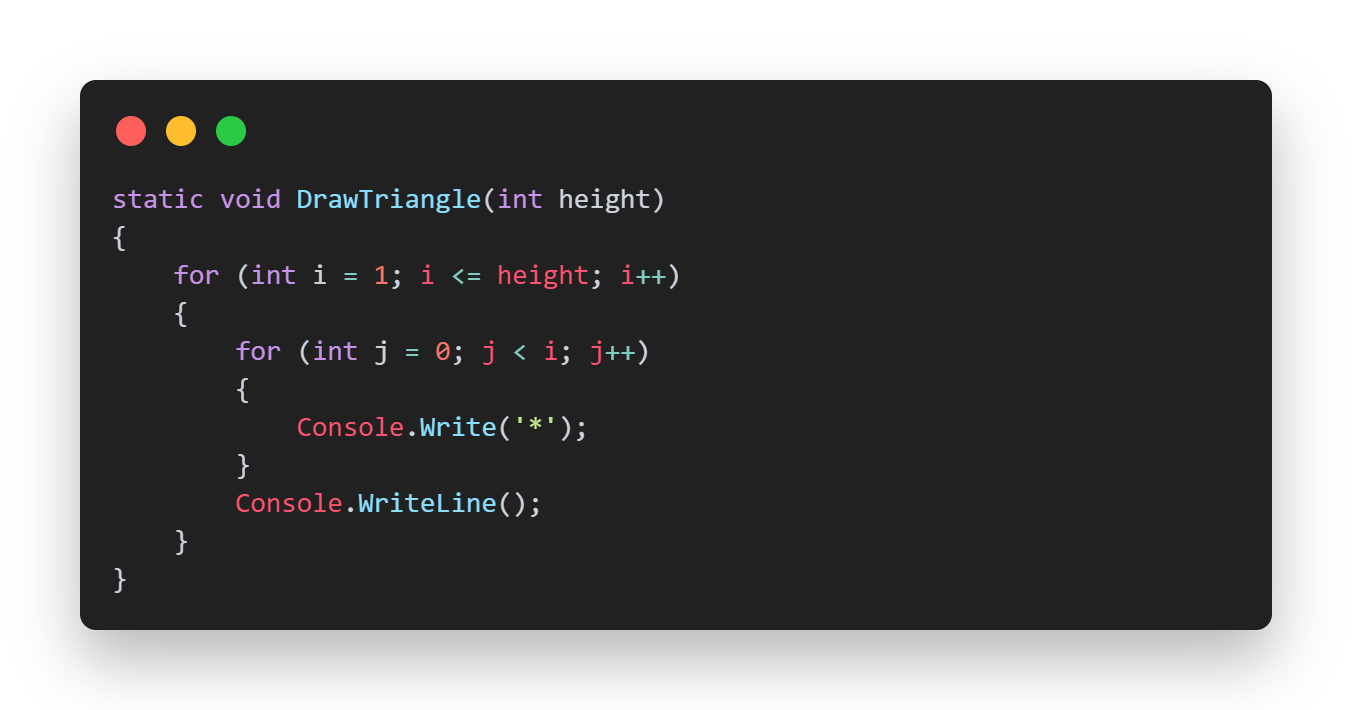 static void DrawTriangle(int height)
{
    for (int i = 1; i <= height; i++)
    {
        for (int j = 0; j < i; j++)
        {
            Console.Write('*');
        }
        Console.WriteLine();
    }
}